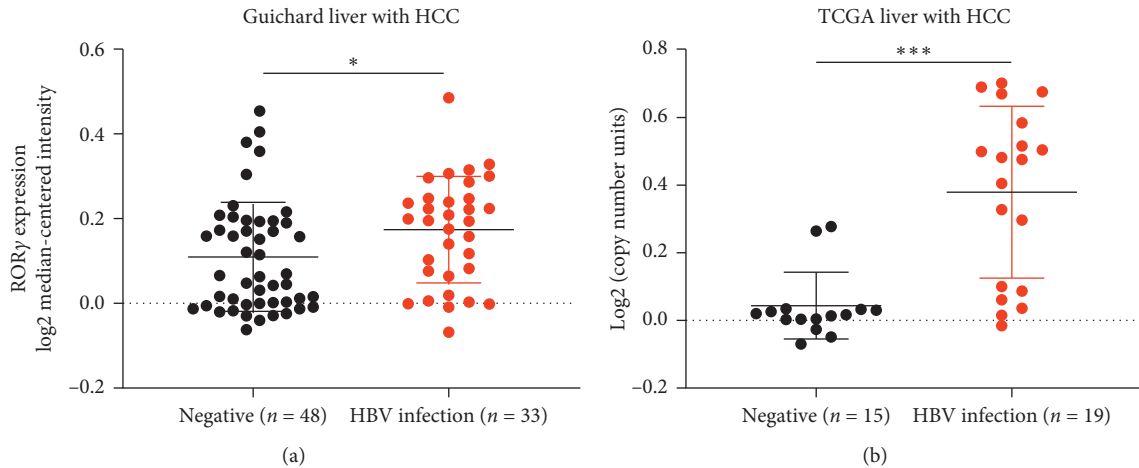 Guichard liver with HCC
*
RORγ expression
log2 median-centered intensity
0.6
0.4
0.2
0.0
–0.2
Negative (n = 48)
HBV infection (n = 33)
(a)
TCGA liver with HCC
***
Log2 (copy number units)
0.8
0.6
0.4
0.2
0.0
–0.2
Negative (n = 15)
HBV infection (n = 19)
(b)